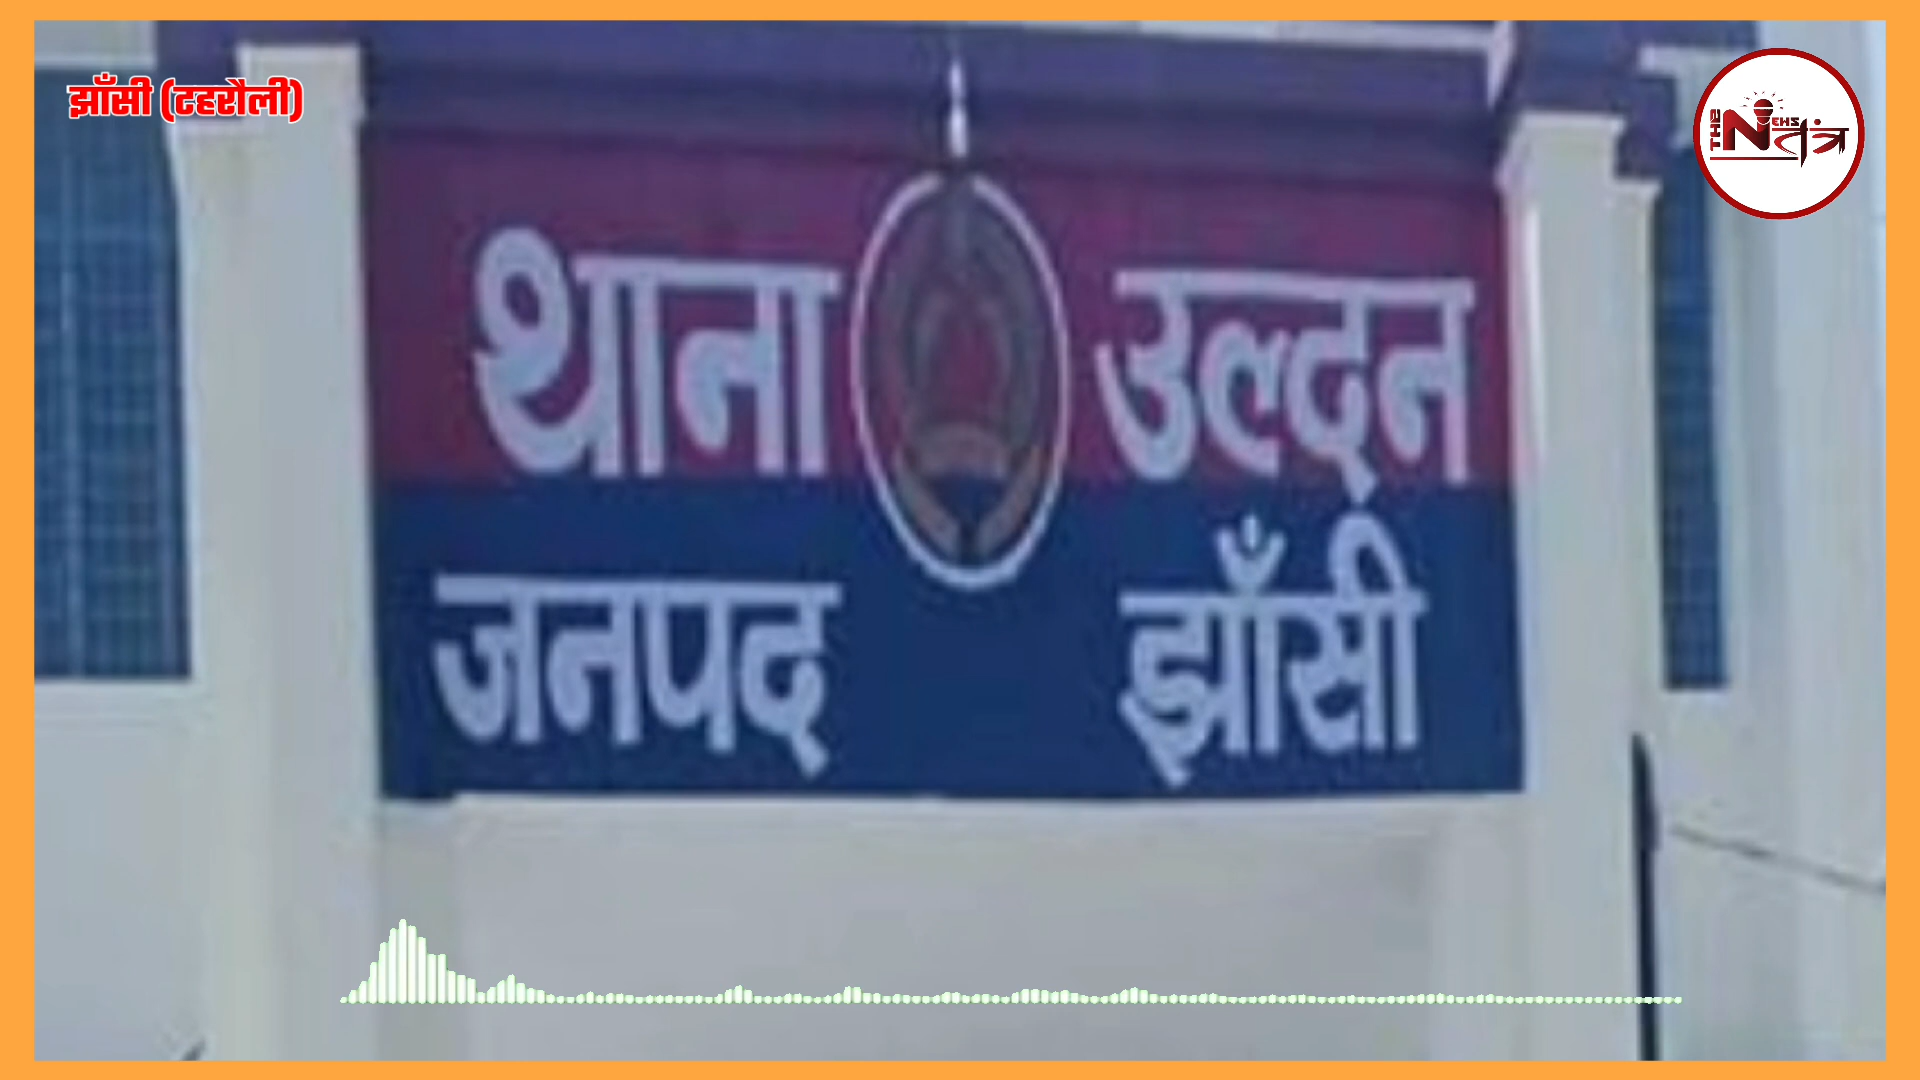 झाँसी (टहरौली)
THE NEWS तंत्र
थाना उल्दन
जनपद झाँसी